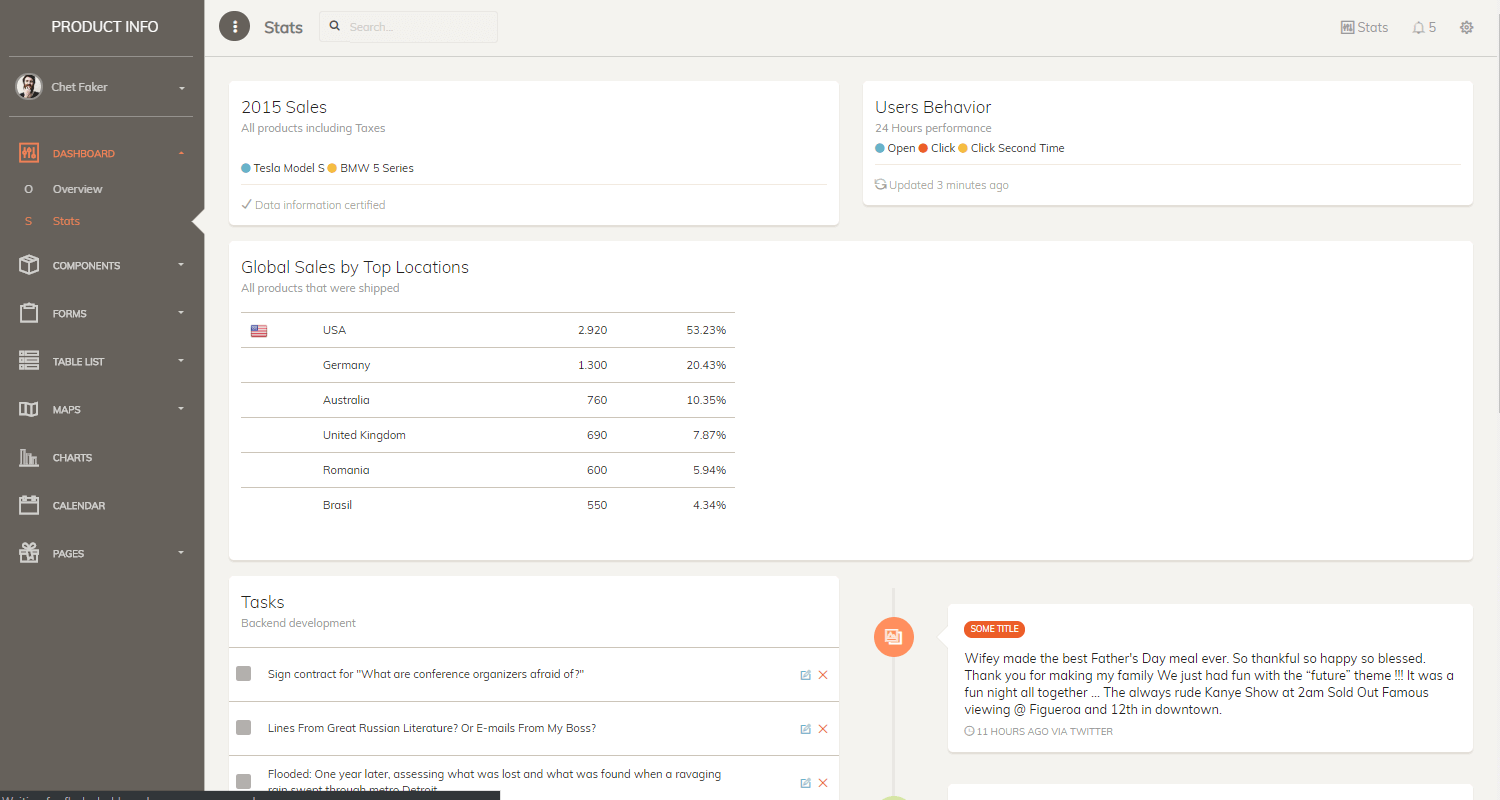 PRODUCT INFO
Chet Faker
DASHBOARD
O Overview
S Stats
COMPONENTS
FORMS
TABLE LIST
MAPS
CHARTS
CALENDAR
PAGES
Stats
Search...
Stats
5
2015 Sales
All products including Taxes
Tesla Model S BMW 5 Series
Data information certified
Users Behavior
24 Hours performance
Open Click Click Second Time
Updated 3 minutes ago
Global Sales by Top Locations
All products that were shipped
USA 2.920 53.23%
Germany 1.300 20.43%
Australia 760 10.35%
United Kingdom 690 7.87%
Romania 600 5.94%
Brasil 550 4.34%
Tasks
Backend development
Sign contract for "What are conference organizers afraid of?"
Lines From Great Russian Literature? Or E-mails From My Boss?
Flooded: One year later, assessing what was lost and what was found when a ravaging
rain swept through metro Detroit
SOME TITLE
Wifey made the best Father's Day meal ever. So thankful so happy so blessed.
Thank you for making my family We just had fun with the “future” theme !!! It was a
fun night all together ... The always rude Kanye Show at 2am Sold Out Famous
viewing @ Figueroa and 12th in downtown.
11 HOURS AGO VIA TWITTER